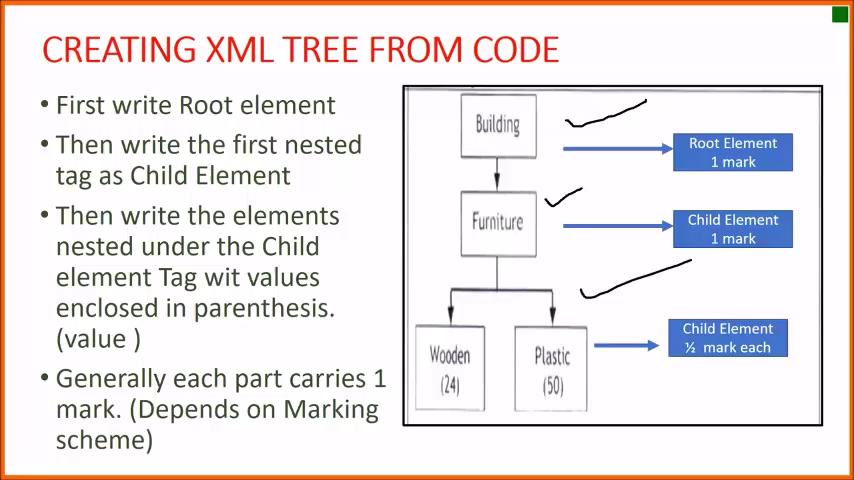 CREATING XML TREE FROM CODE
• First write Root element
• Then write the first nested
tag as Child Element
• Then write the elements
nested under the Child
element Tag wit values
enclosed in parenthesis.
(value )
• Generally each part carries 1
mark. (Depends on Marking
scheme)
Building
Root Element
1 mark
Furniture
Child Element
1 mark
Wooden
(24)
Plastic
(50)
Child Element
½ mark each